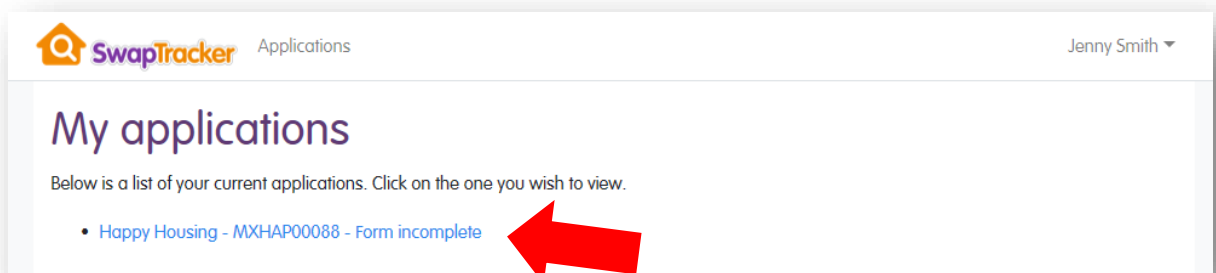 SwapTracker Applications Jenny Smith
My applications
Below is a list of your current applications. Click on the one you wish to view.
• Happy Housing - MXHAP00088 - Form incomplete